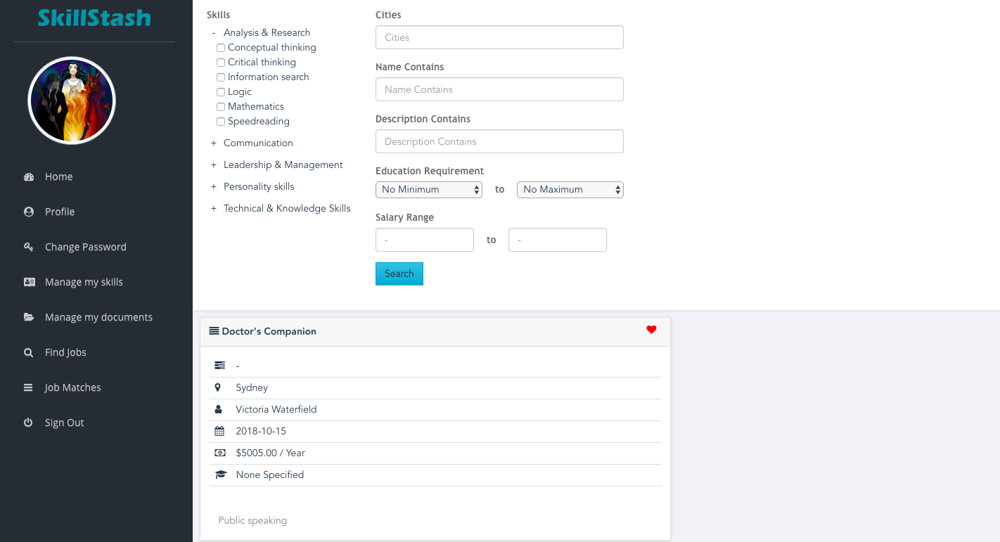 SkillStash
Home
Profile
Change Password
Manage my skills
Manage my documents
Find Jobs
Job Matches
Sign Out
Skills
- Analysis & Research
Conceptual thinking
Critical thinking
Information search
Logic
Mathematics
Speedreading
+ Communication
+ Leadership & Management
+ Personality skills
+ Technical & Knowledge Skills
Cities
Cities
Name Contains
Name Contains
Description Contains
Description Contains
Education Requirement
No Minimum to No Maximum
Salary Range
- to -
Search
Doctor's Companion
-
Sydney
Victoria Waterfield
2018-10-15
$5005.00 / Year
None Specified
Public speaking